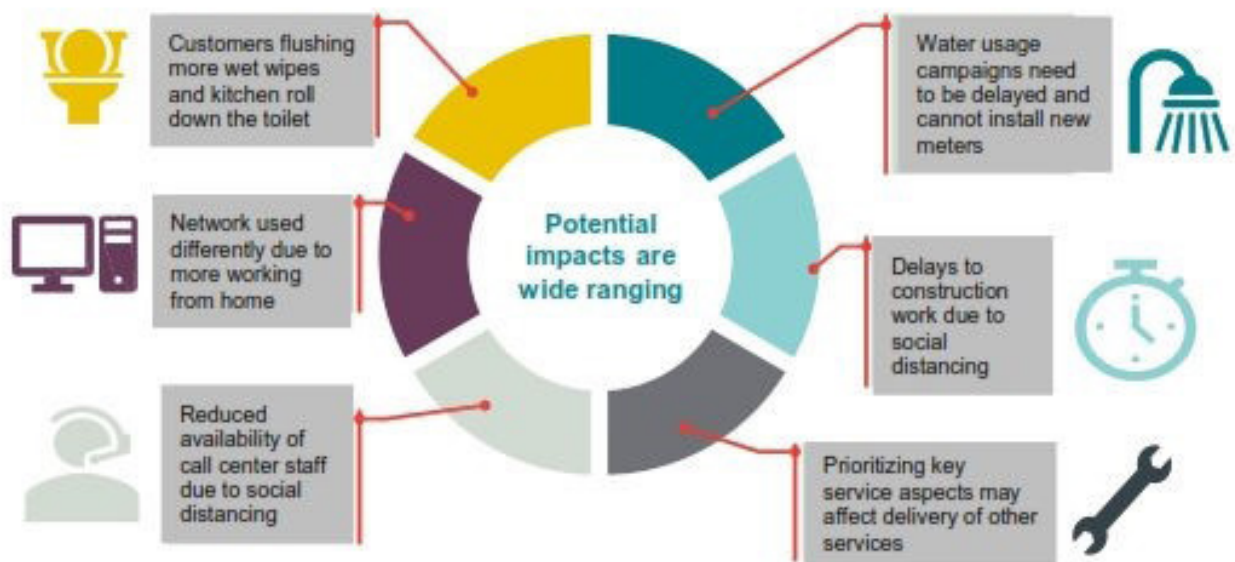 Customers flushing
more wet wipes
and kitchen roll
down the toilet
Water usage
campaigns need
to be delayed and
cannot install new
meters
Network used
differently due to
more working
from home
Potential
impacts are
wide ranging
Delays to
construction
work due to
social
distancing
Reduced
availability of
call center staff
due to social
distancing
Prioritizing key
service aspects may
affect delivery of other
services